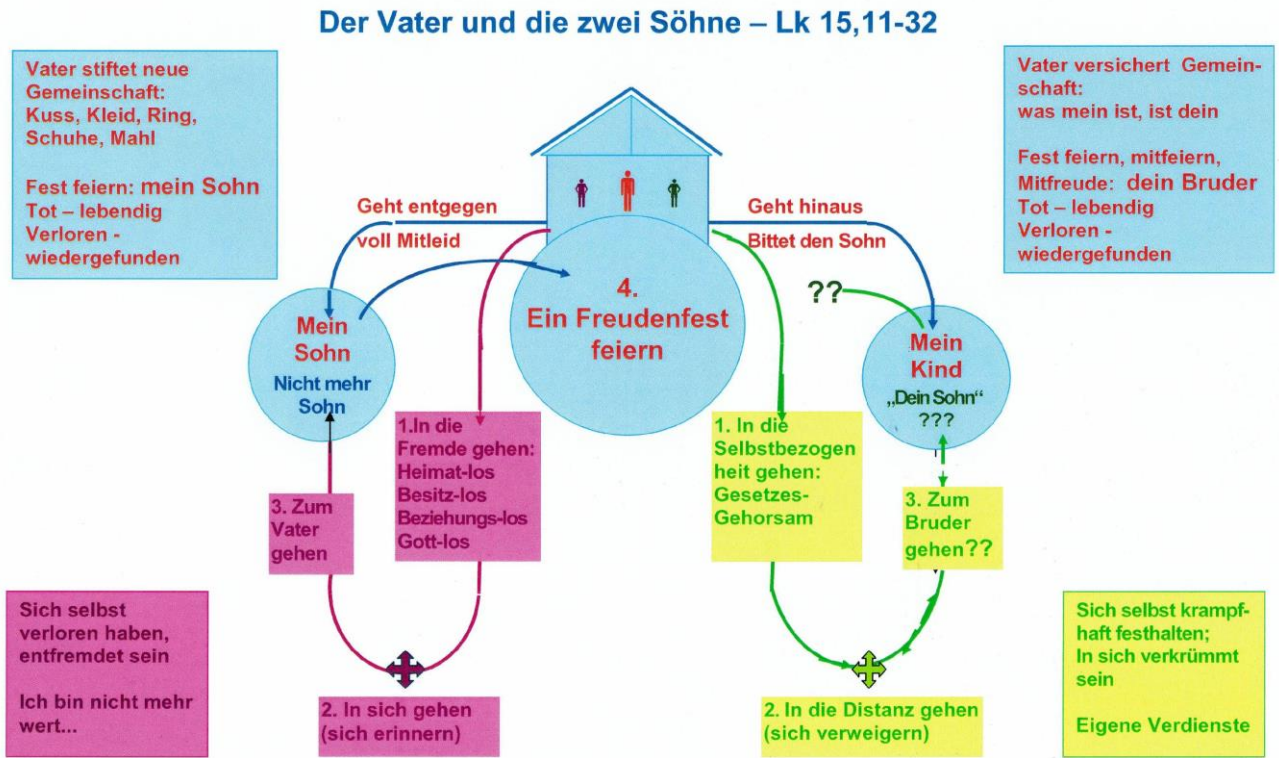 Der Vater und die zwei Söhne – Lk 15,11-32
Vater stiftet neue
Gemeinschaft:
Kuss, Kleid, Ring,
Schuhe, Mahl
Fest feiern: mein Sohn
Tot – lebendig
Verloren -
wiedergefunden
Vater versichert Gemein-
schaft:
was mein ist, ist dein
Fest feiern, mitfeiern,
Mitfreude: dein Bruder
Tot – lebendig
Verloren -
wiedergefunden
Geht entgegen
voll Mitleid
Geht hinaus
Bittet den Sohn
4.
Ein Freudenfest
feiern
??
Mein
Sohn
Nicht mehr
Sohn
Mein
Kind
„Dein Sohn“
???
1.In die
Fremde gehen:
Heimat-los
Besitz-los
Beziehungs-los
Gott-los
3. Zum
Vater
gehen
1. In die
Selbstbezogen
heit gehen:
Gesetzes-
Gehorsam
3. Zum
Bruder
gehen??
Sich selbst
verloren haben,
entfremdet sein
Ich bin nicht mehr
wert...
2. In sich gehen
(sich erinnern)
2. In die Distanz gehen
(sich verweigern)
Sich selbst krampf-
haft festhalten;
In sich verkrümmt
sein
Eigene Verdienste